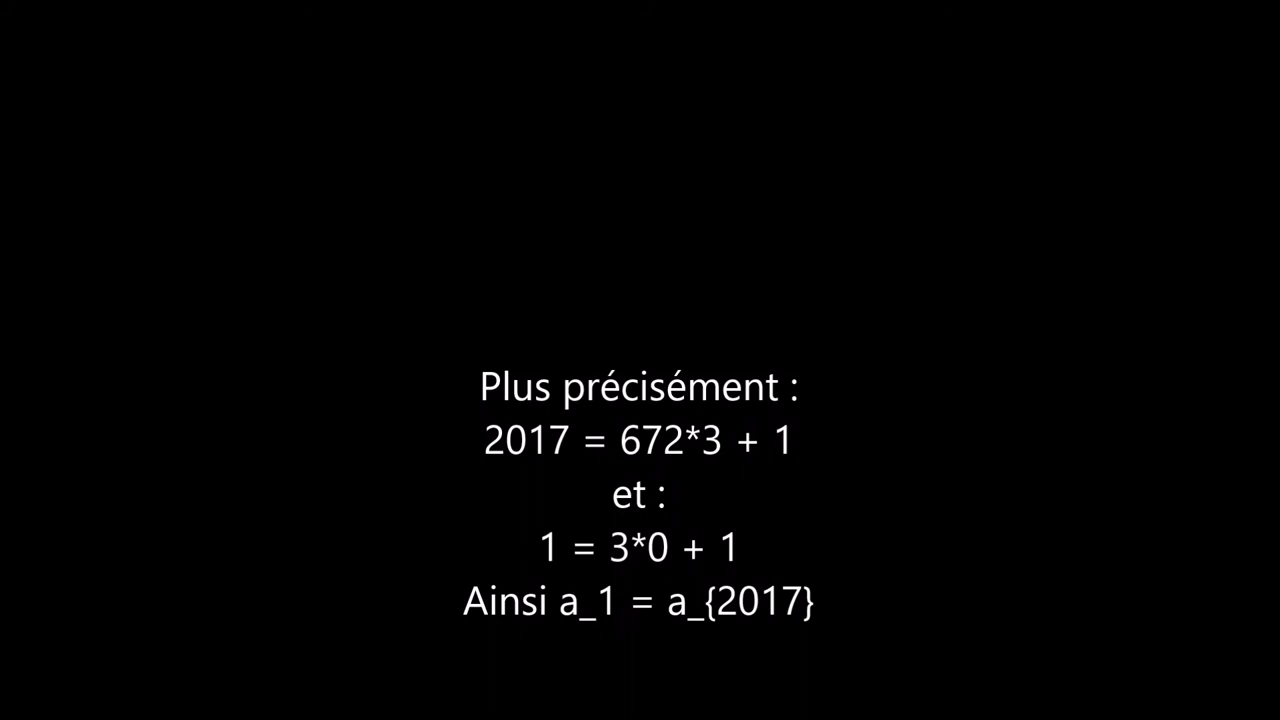 Plus précisément :
2017 = 672*3 + 1
et :
1 = 3*0 + 1
Ainsi a_1 = a_{2017}